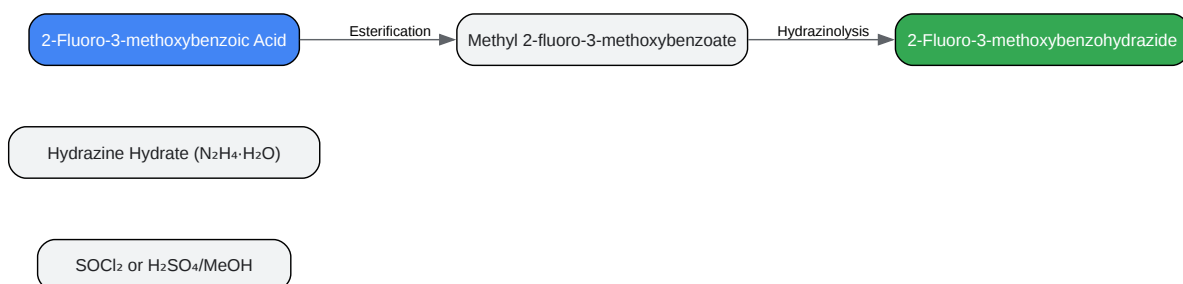 2-Fluoro-3-methoxybenzoic Acid
Esterification
Methyl 2-fluoro-3-methoxybenzoate
Hydrazinolysis
2-Fluoro-3-methoxybenzohydrazide
Hydrazine Hydrate (N₂H₄·H₂O)
SOCl₂ or H₂SO₄/MeOH